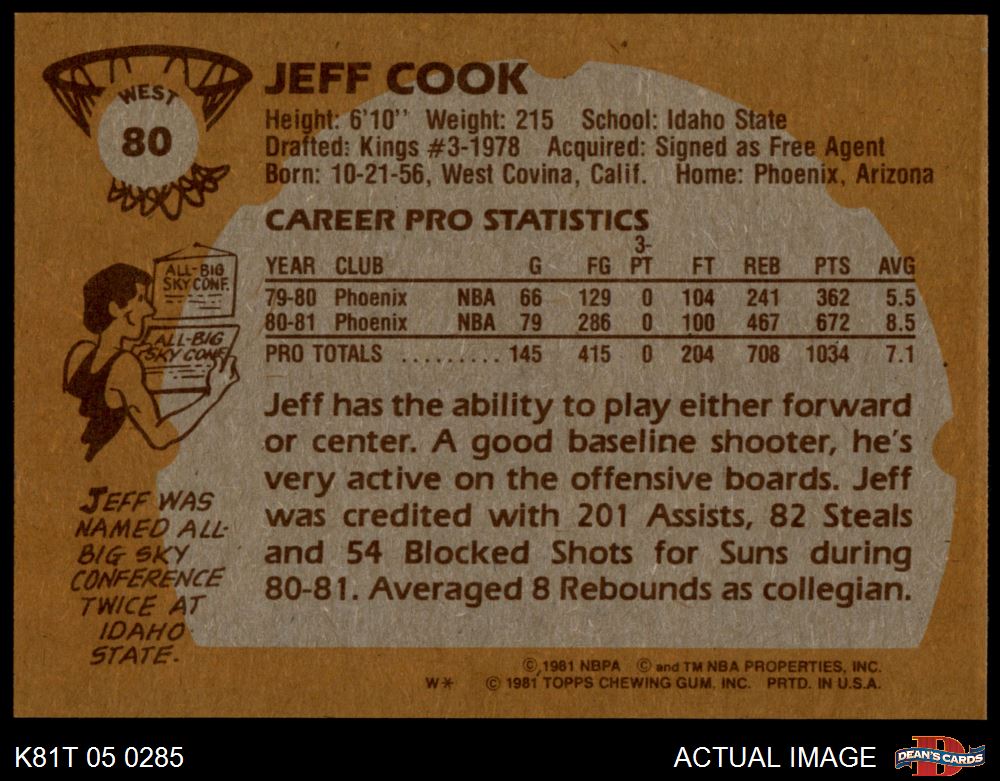 WEST
80
JEFF COOK
Height: 6'10'' Weight: 215 School: Idaho State
Drafted: Kings #3-1978 Acquired: Signed as Free Agent
Born: 10-21-56, West Covina, Calif. Home: Phoenix, Arizona
CAREER PRO STATISTICS
YEAR CLUB G FG 3-PT FT REB PTS AVG
79-80 Phoenix NBA 66 129 0 104 241 362 5.5
80-81 Phoenix NBA 79 286 0 100 467 672 8.5
PRO TOTALS ......... 145 415 0 204 708 1034 7.1
Jeff has the ability to play either forward
or center. A good baseline shooter, he's
very active on the offensive boards. Jeff
was credited with 201 Assists, 82 Steals
and 54 Blocked Shots for Suns during
80-81. Averaged 8 Rebounds as collegian.
ALL-BIG
SKY CONF.
ALL-BIG
SKY CONF.
JEFF WAS
NAMED ALL-
BIG SKY
CONFERENCE
TWICE AT
IDAHO
STATE.
© 1981 NBPA © and TM NBA PROPERTIES, INC.
W* © 1981 TOPPS CHEWING GUM, INC. PRTD. IN U.S.A.
K81T 05 0285
ACTUAL IMAGE
D
DEAN'S CARDS